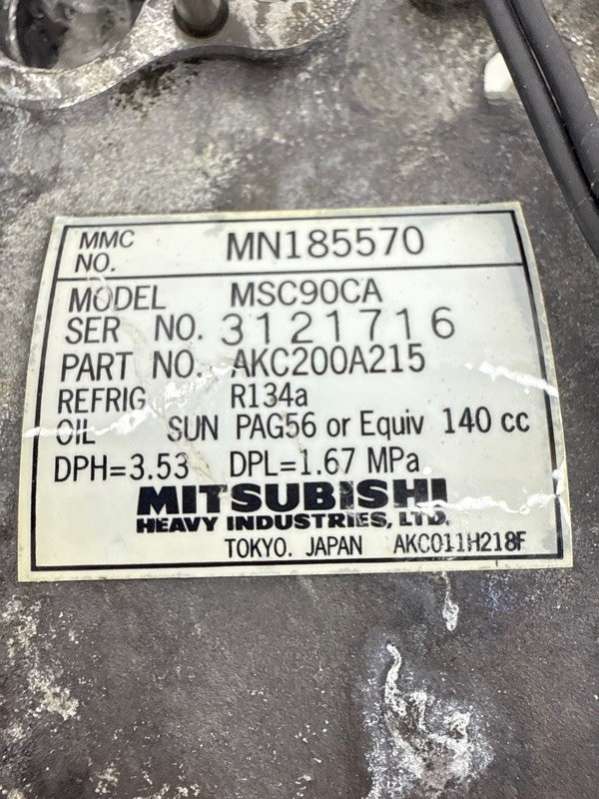 MMC NO. MN185570
MODEL MSC90CA
SER NO. 3121716
PART NO. AKC200A215
REFRIG R134a
OIL SUN PAG56 or Equiv 140 cc
DPH=3.53 DPL=1.67 MPa
MITSUBISHI
HEAVY INDUSTRIES, LTD.
TOKYO. JAPAN AKC011H218F